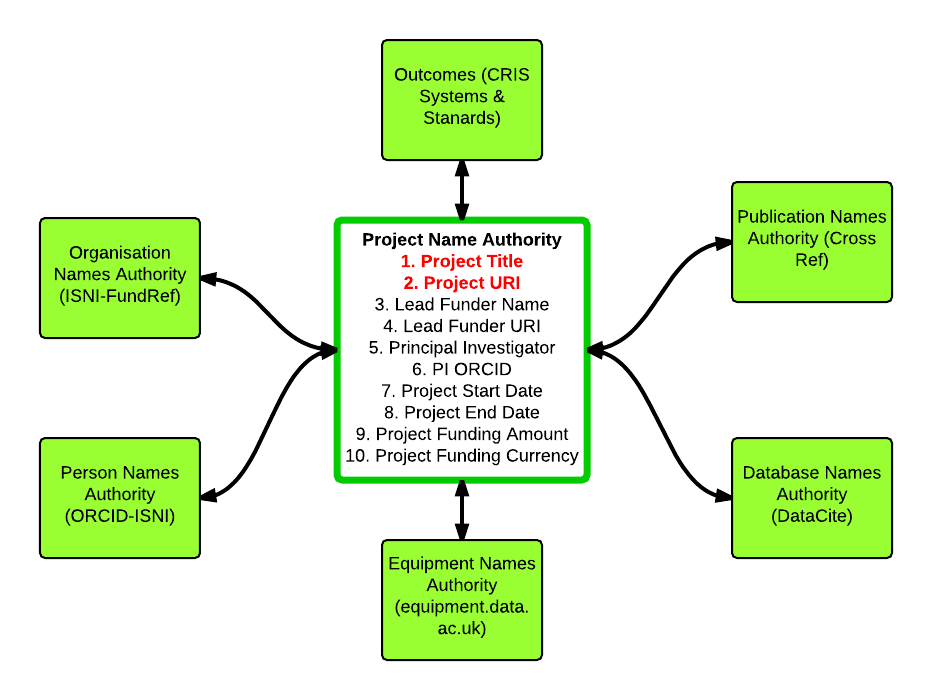 Outcomes (CRIS
Systems &
Stanards)
Organisation
Names Authority
(ISNI-FundRef)
Project Name Authority
1. Project Title
2. Project URI
3. Lead Funder Name
4. Lead Funder URI
5. Principal Investigator
6. PI ORCID
7. Project Start Date
8. Project End Date
9. Project Funding Amount
10. Project Funding Currency
Publication Names
Authority (Cross
Ref)
Person Names
Authority
(ORCID-ISNI)
Database Names
Authority
(DataCite)
Equipment Names
Authority
(equipment.data.
ac.uk)